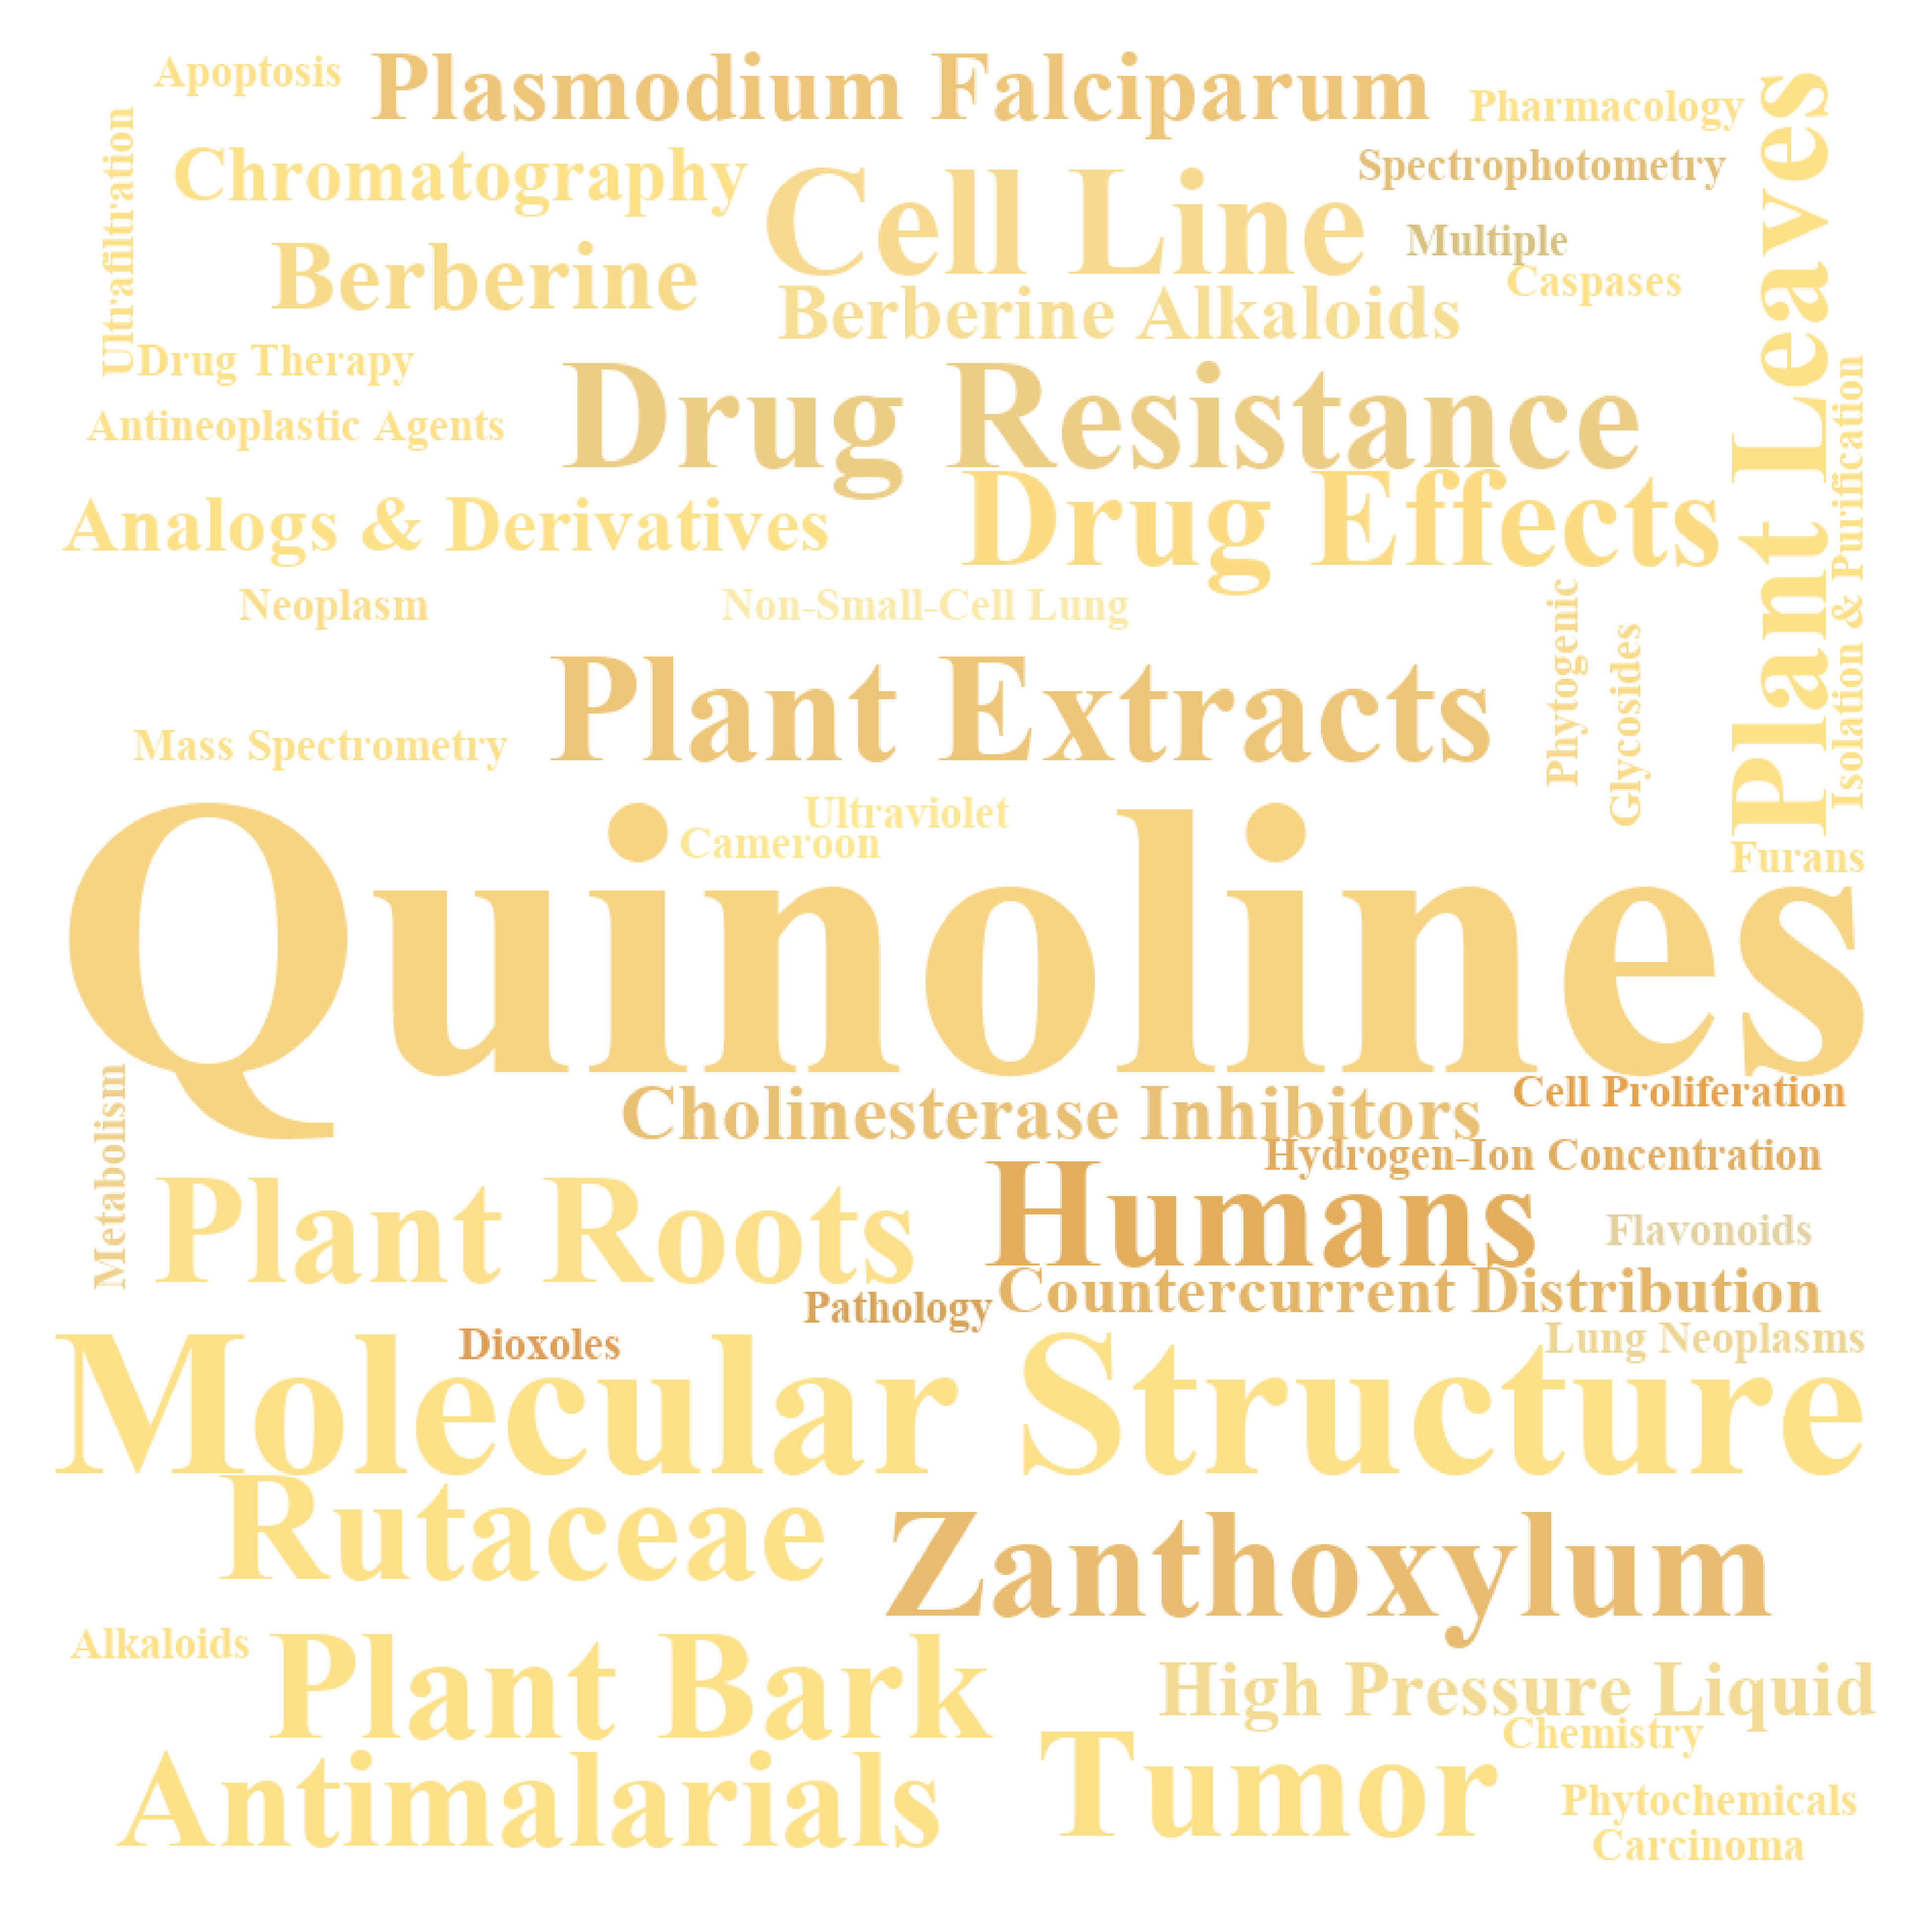 Apoptosis
Plasmodium Falciparum
Pharmacology
Ultrafiltration
Chromatography
Cell Line
Spectrophotometry
Plant Leaves
Berberine
Multiple
Caspases
Berberine Alkaloids
Drug Therapy
Drug Resistance
Isolation & Purification
Antineoplastic Agents
Analogs & Derivatives
Drug Effects
Neoplasm
Non-Small-Cell Lung
Phytogenic
Glycosides
Plant Extracts
Mass Spectrometry
Ultraviolet
Cameroon
Furans
Quinolines
Metabolism
Cholinesterase Inhibitors
Cell Proliferation
Hydrogen-Ion Concentration
Plant Roots
Humans
Flavonoids
Pathology
Countercurrent Distribution
Dioxoles
Lung Neoplasms
Molecular Structure
Rutaceae
Zanthoxylum
Alkaloids
Plant Bark
High Pressure Liquid
Chemistry
Antimalarials
Tumor
Phytochemicals
Carcinoma